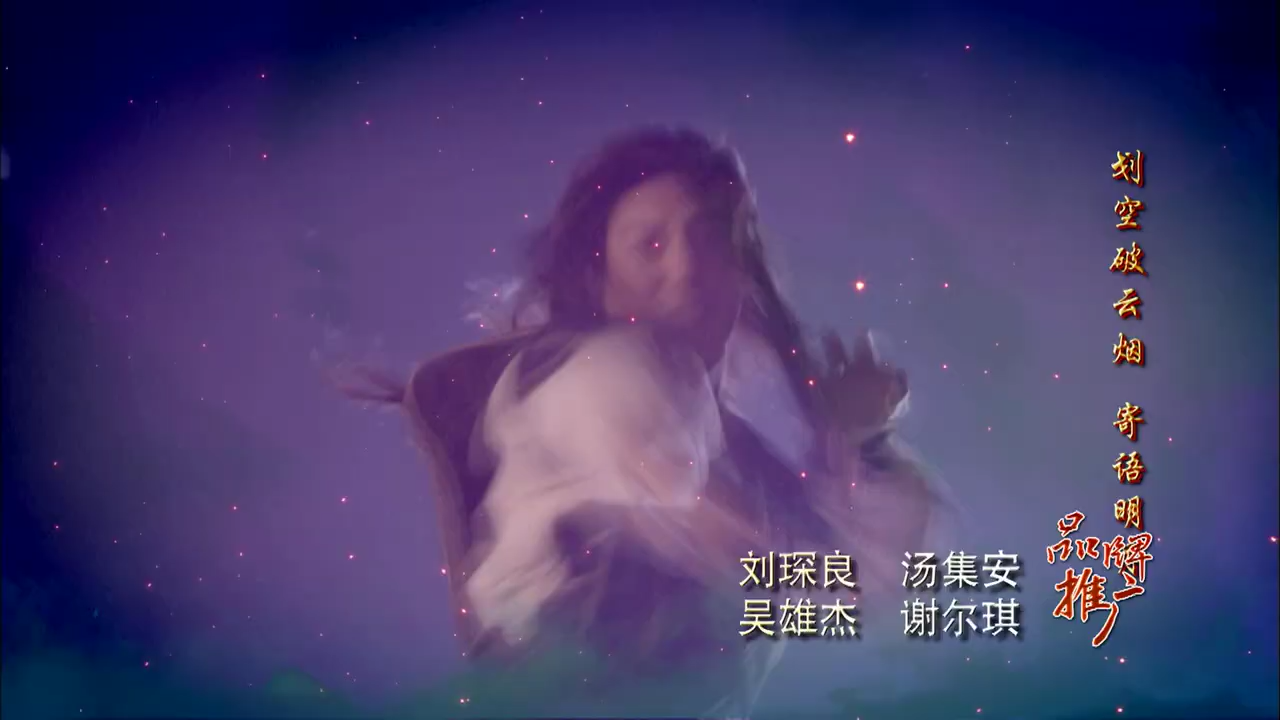 划空破云烟 寄语明
品牌
推广
刘琛良 汤集安
吴雄杰 谢尔琪